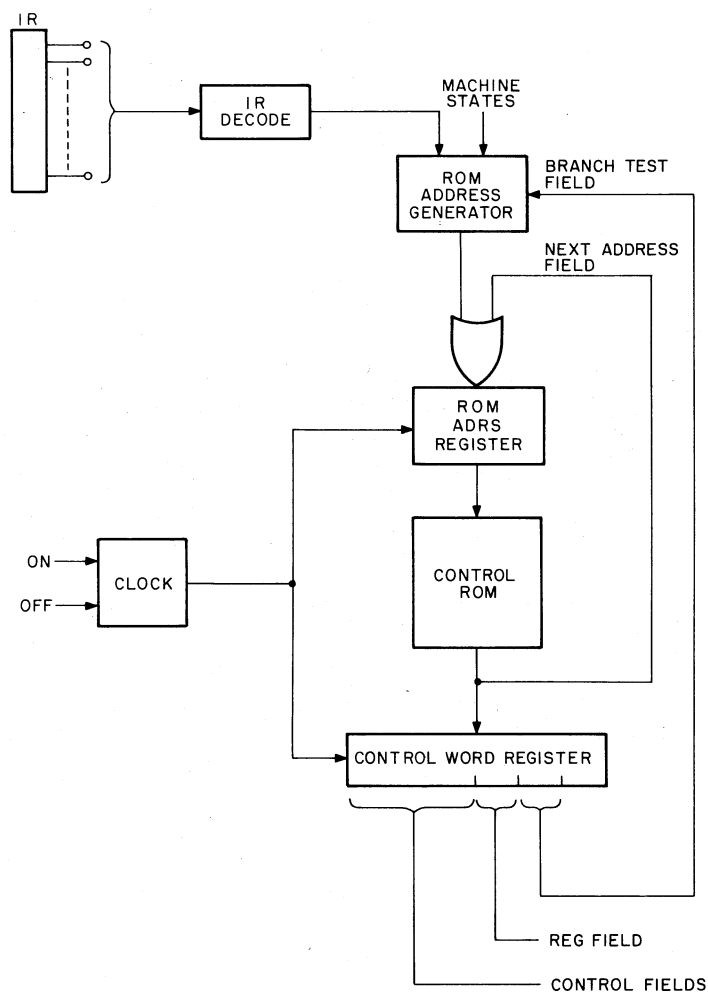 IR
IR
DECODE
MACHINE
STATES
ROM
ADDRESS
GENERATOR
BRANCH TEST
FIELD
NEXT ADDRESS
FIELD
ROM
ADRS
REGISTER
ON
OFF
CLOCK
CONTROL
ROM
CONTROL WORD REGISTER
REG FIELD
CONTROL FIELDS